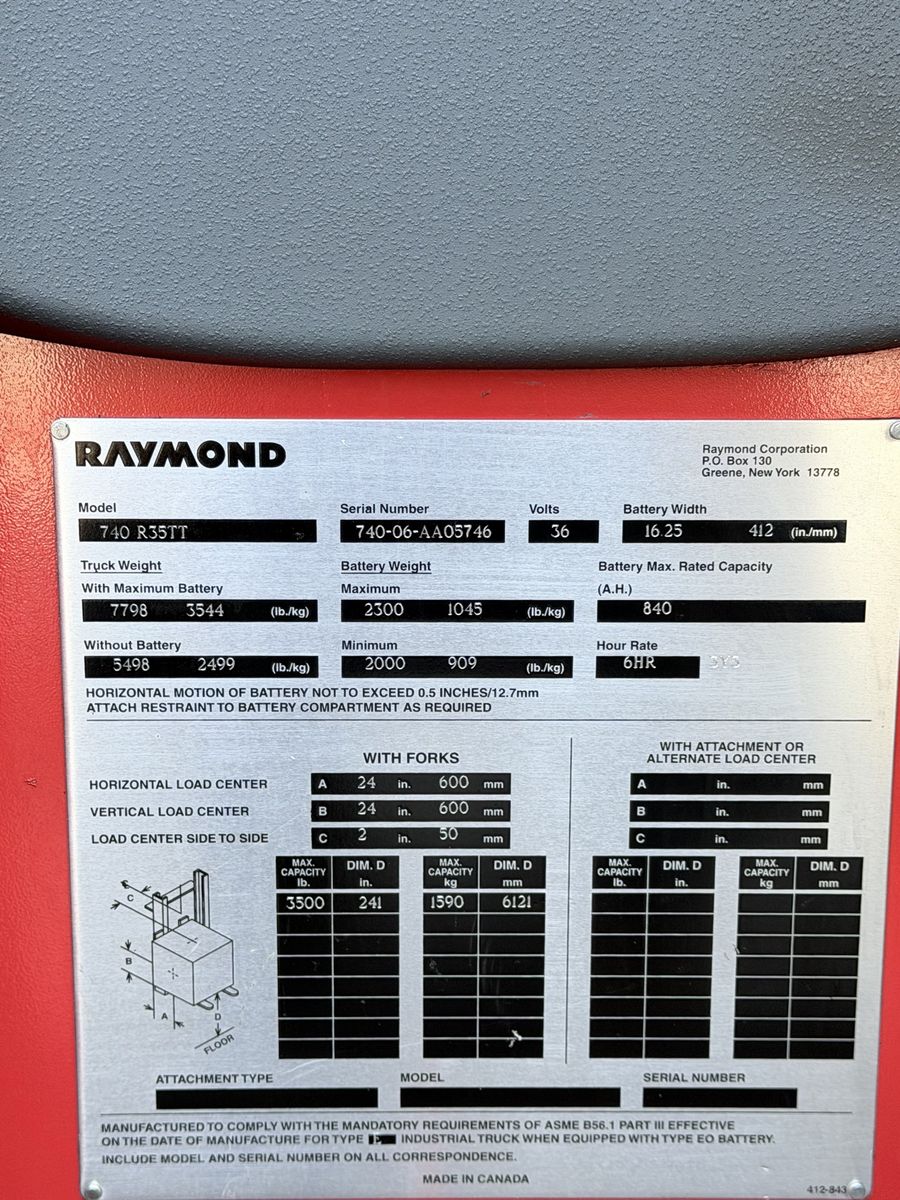 RAYMOND
Raymond Corporation
P.O. Box 130
Greene, New York 13778
Model Serial Number Volts Battery Width
740 R35TT 740-06-AA05746 36 16.25 412 (in./mm)
Truck Weight Battery Weight Battery Max. Rated Capacity
With Maximum Battery Maximum (A.H.)
7798 3544 (lb./kg) 2300 1045 (lb./kg) 840
Without Battery Minimum Hour Rate
5498 2499 (lb./kg) 2000 909 (lb./kg) 6HR
HORIZONTAL MOTION OF BATTERY NOT TO EXCEED 0.5 INCHES/12.7mm
ATTACH RESTRAINT TO BATTERY COMPARTMENT AS REQUIRED
WITH FORKS
HORIZONTAL LOAD CENTER A 24 in. 600 mm
VERTICAL LOAD CENTER B 24 in. 600 mm
LOAD CENTER SIDE TO SIDE C 2 in. 50 mm
MAX. CAPACITY lb. DIM. D in. MAX. CAPACITY kg DIM. D mm
3500 241 1590 6121
C
B
A
D
FLOOR
WITH ATTACHMENT OR
ALTERNATE LOAD CENTER
A in. mm
B in. mm
C in. mm
MAX. CAPACITY lb. DIM. D in. MAX. CAPACITY kg DIM. D mm
ATTACHMENT TYPE MODEL SERIAL NUMBER
MANUFACTURED TO COMPLY WITH THE MANDATORY REQUIREMENTS OF ASME B56.1 PART III EFFECTIVE
ON THE DATE OF MANUFACTURE FOR TYPE E INDUSTRIAL TRUCK WHEN EQUIPPED WITH TYPE EO BATTERY.
INCLUDE MODEL AND SERIAL NUMBER ON ALL CORRESPONDENCE.
MADE IN CANADA
412-843